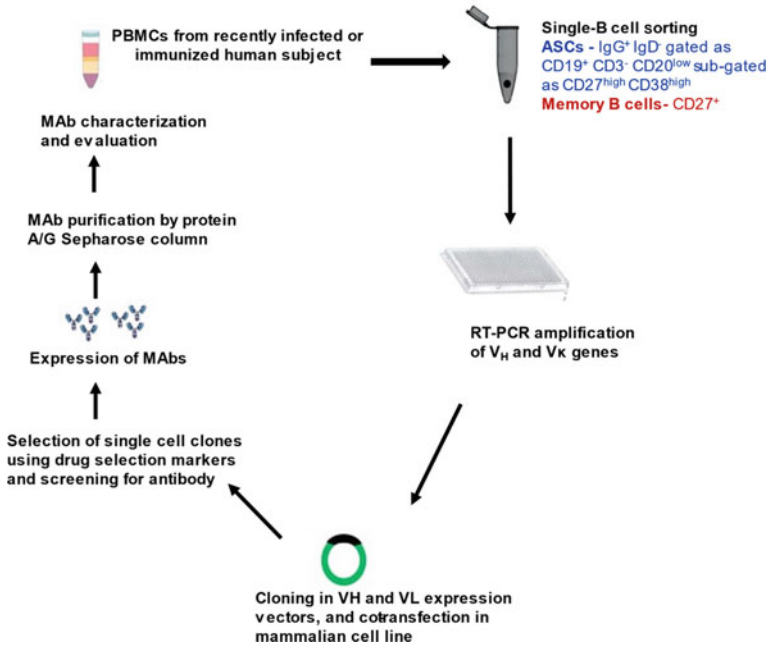 PBMCs from recently infected or
immunized human subject
Single-B cell sorting
ASCs - IgG⁺ IgD⁻ gated as
CD19⁺ CD3⁻ CD20ˡᵒʷ sub-gated
as CD27ʰⁱᵍʰ CD38ʰⁱᵍʰ
Memory B cells- CD27⁺
RT-PCR amplification
of V_H and Vκ genes
Cloning in VH and VL expression
vectors, and cotransfection in
mammalian cell line
Selection of single cell clones
using drug selection markers
and screening for antibody
Expression of MAbs
MAb purification by protein
A/G Sepharose column
MAb characterization
and evaluation